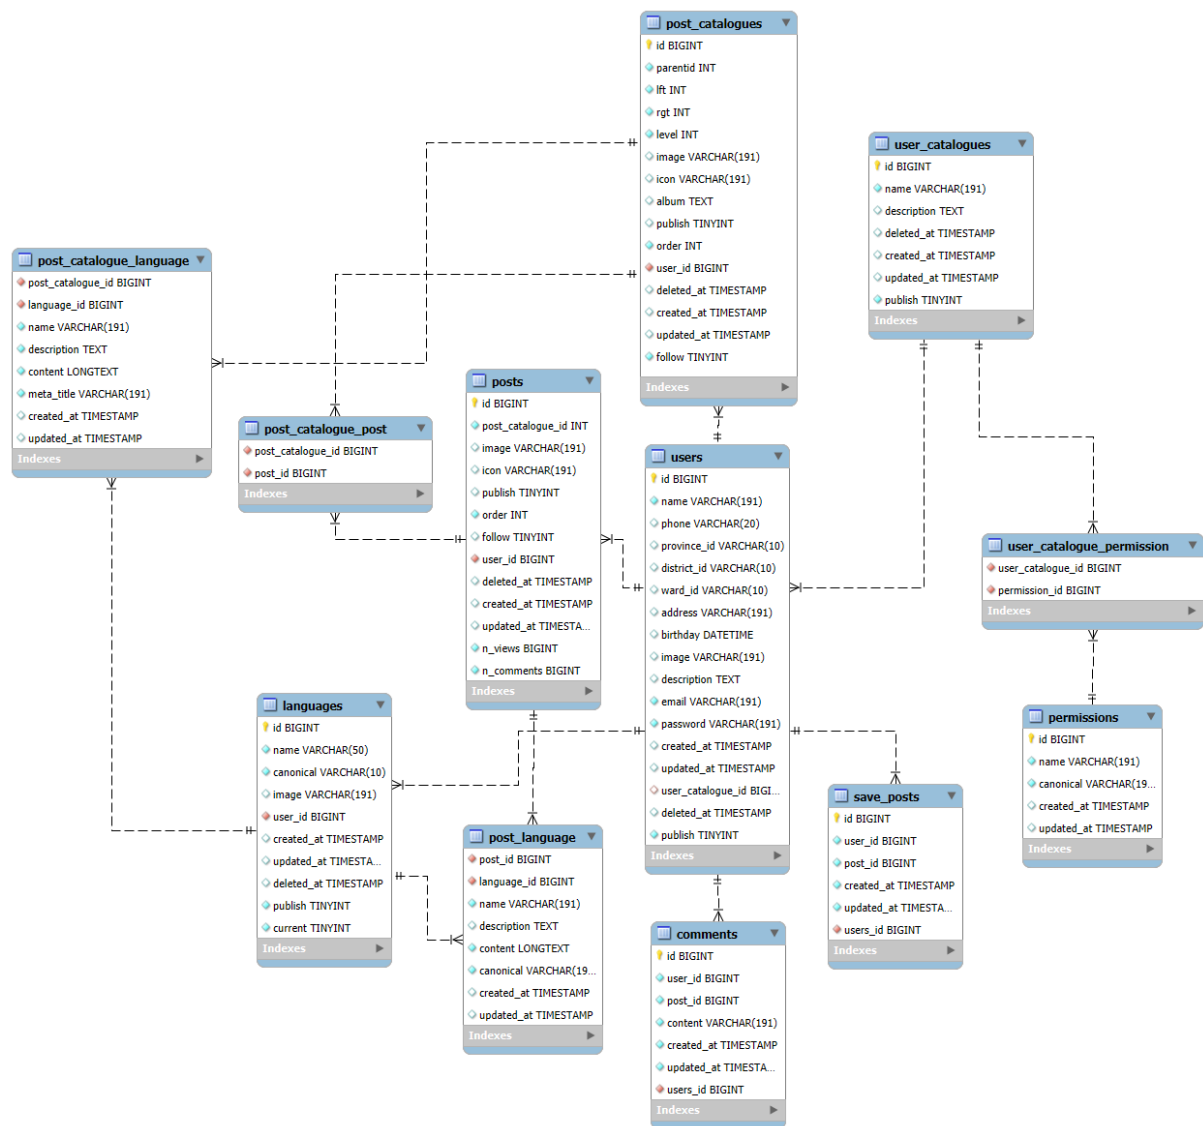 post_catalogues
id BIGINT
parentid INT
lft INT
rgt INT
level INT
image VARCHAR(191)
icon VARCHAR(191)
album TEXT
publish TINYINT
order INT
user_id BIGINT
deleted_at TIMESTAMP
created_at TIMESTAMP
updated_at TIMESTAMP
follow TINYINT
Indexes
user_catalogues
id BIGINT
name VARCHAR(191)
description TEXT
deleted_at TIMESTAMP
created_at TIMESTAMP
updated_at TIMESTAMP
publish TINYINT
Indexes
post_catalogue_language
post_catalogue_id BIGINT
language_id BIGINT
name VARCHAR(191)
description TEXT
content LONGTEXT
meta_title VARCHAR(191)
created_at TIMESTAMP
updated_at TIMESTAMP
Indexes
post_catalogue_post
post_catalogue_id BIGINT
post_id BIGINT
Indexes
posts
id BIGINT
post_catalogue_id INT
image VARCHAR(191)
icon VARCHAR(191)
publish TINYINT
order INT
follow TINYINT
user_id BIGINT
deleted_at TIMESTAMP
created_at TIMESTAMP
updated_at TIMESTA...
n_views BIGINT
n_comments BIGINT
Indexes
users
id BIGINT
name VARCHAR(191)
phone VARCHAR(20)
province_id VARCHAR(10)
district_id VARCHAR(10)
ward_id VARCHAR(10)
address VARCHAR(191)
birthday DATETIME
image VARCHAR(191)
description TEXT
email VARCHAR(191)
password VARCHAR(191)
created_at TIMESTAMP
updated_at TIMESTAMP
user_catalogue_id BIGI...
deleted_at TIMESTAMP
publish TINYINT
Indexes
user_catalogue_permission
user_catalogue_id BIGINT
permission_id BIGINT
Indexes
permissions
id BIGINT
name VARCHAR(191)
canonical VARCHAR(19...
created_at TIMESTAMP
updated_at TIMESTAMP
Indexes
languages
id BIGINT
name VARCHAR(50)
canonical VARCHAR(10)
image VARCHAR(191)
user_id BIGINT
created_at TIMESTAMP
updated_at TIMESTA...
deleted_at TIMESTAMP
publish TINYINT
current TINYINT
Indexes
post_language
post_id BIGINT
language_id BIGINT
name VARCHAR(191)
description TEXT
content LONGTEXT
canonical VARCHAR(19...
created_at TIMESTAMP
updated_at TIMESTAMP
Indexes
save_posts
id BIGINT
user_id BIGINT
post_id BIGINT
created_at TIMESTAMP
updated_at TIMESTA...
users_id BIGINT
Indexes
comments
id BIGINT
user_id BIGINT
post_id BIGINT
content VARCHAR(191)
created_at TIMESTAMP
updated_at TIMESTA...
users_id BIGINT
Indexes